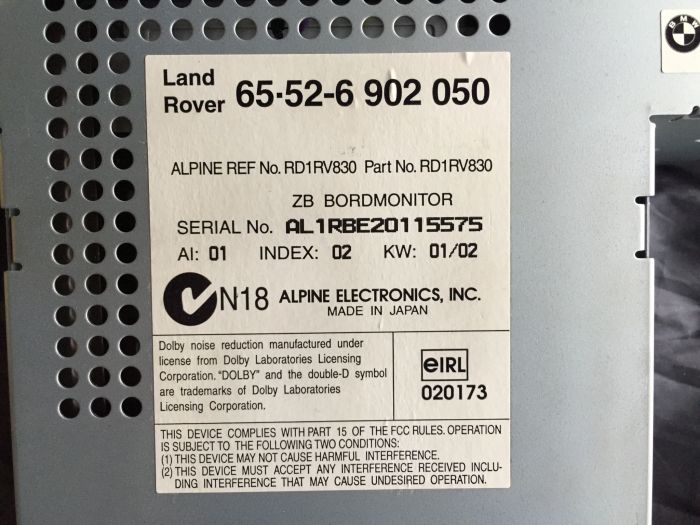 BMW
Land
Rover 65·52-6 902 050
ALPINE REF No. RD1RV830 Part No. RD1RV830
ZB BORDMONITOR
SERIAL No. AL1RBE20115575
AI: 01 INDEX: 02 KW: 01/02
N18 ALPINE ELECTRONICS, INC.
MADE IN JAPAN
Dolby noise reduction manufactured under
license from Dolby Laboratories Licensing
Corporation. "DOLBY" and the double-D symbol
are trademarks of Dolby Laboratories
Licensing Corporation.
eIRL
020173
THIS DEVICE COMPLIES WITH PART 15 OF THE FCC RULES. OPERATION
IS SUBJECT TO THE FOLLOWING TWO CONDITIONS:
(1) THIS DEVICE MAY NOT CAUSE HARMFUL INTERFERENCE.
(2) THIS DEVICE MUST ACCEPT ANY INTERFERENCE RECEIVED INCLU-
DING INTERFERENCE THAT MAY CAUSE UNDESIRED OPERATION.